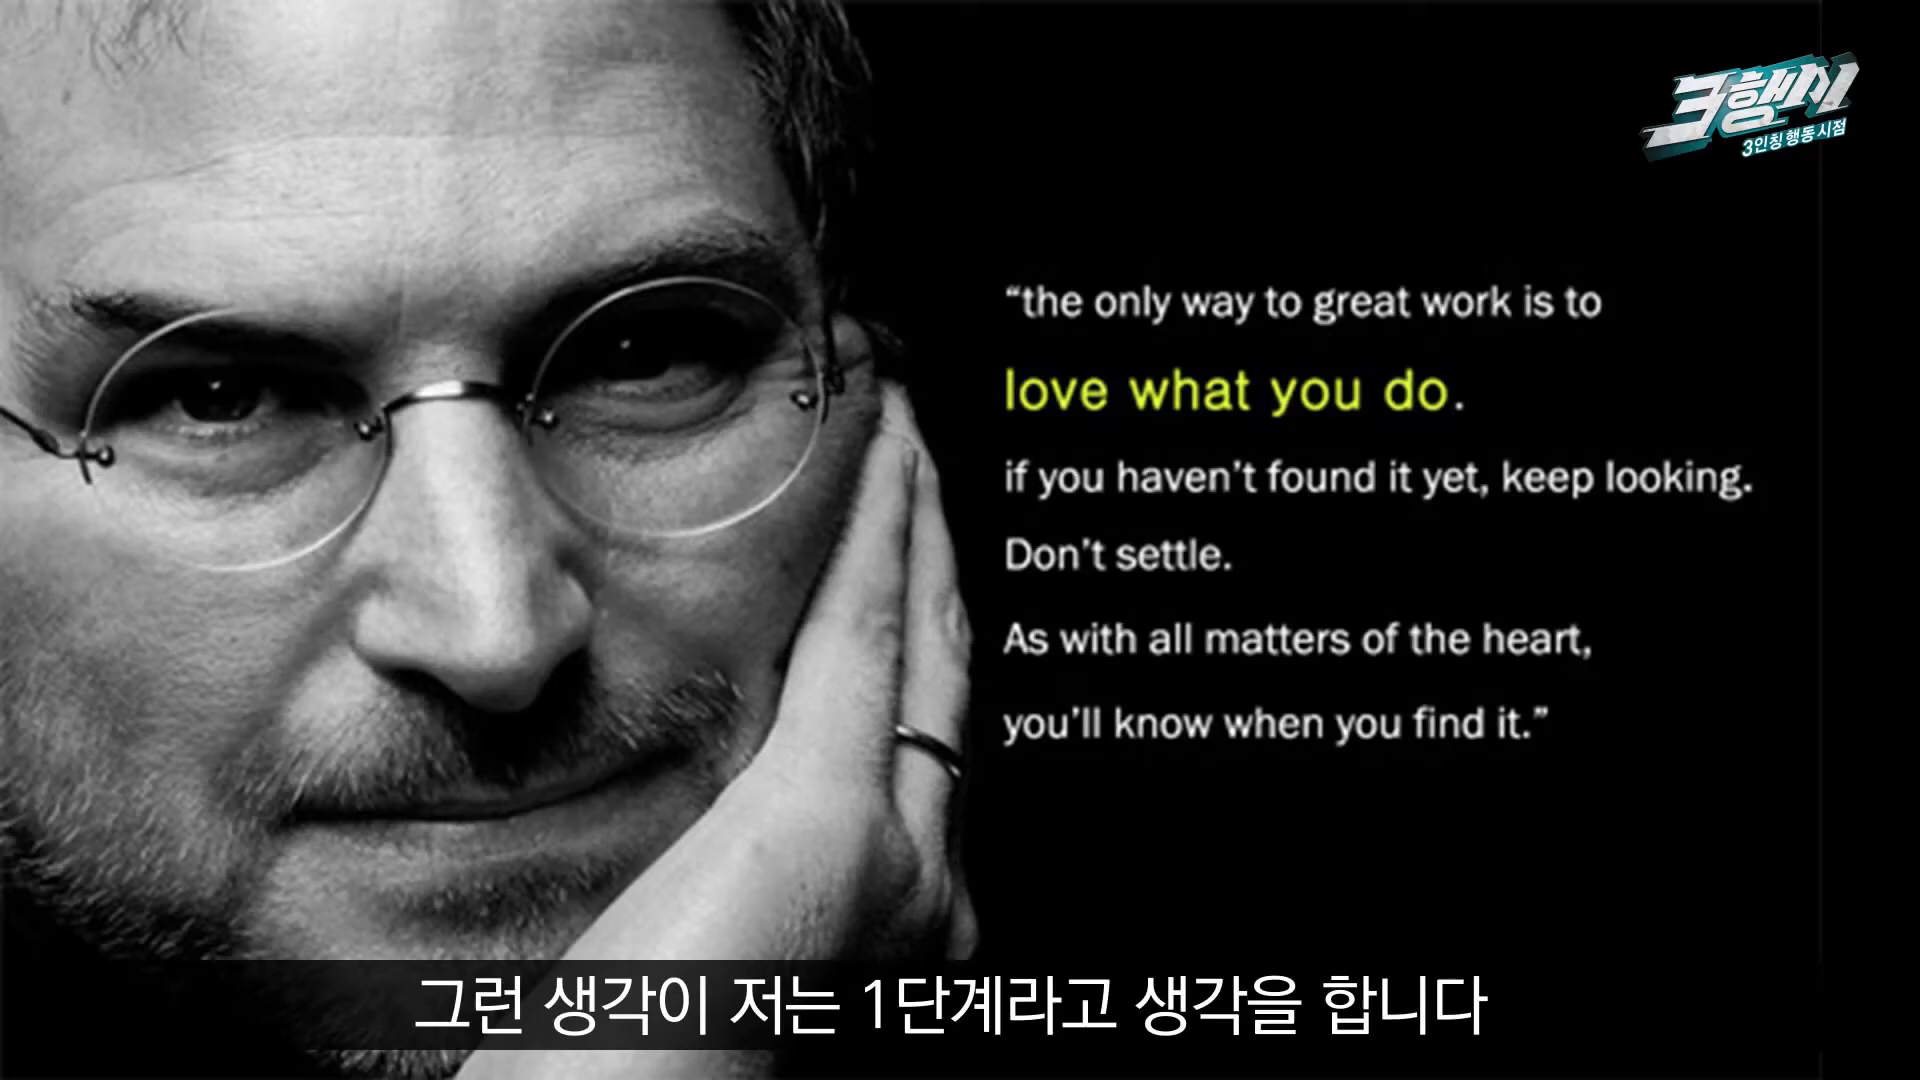 3행시
3인칭행동시점
“the only way to great work is to
love what you do.
if you haven’t found it yet, keep looking.
Don’t settle.
As with all matters of the heart,
you’ll know when you find it.”
그런 생각이 저는 1단계라고 생각을 합니다